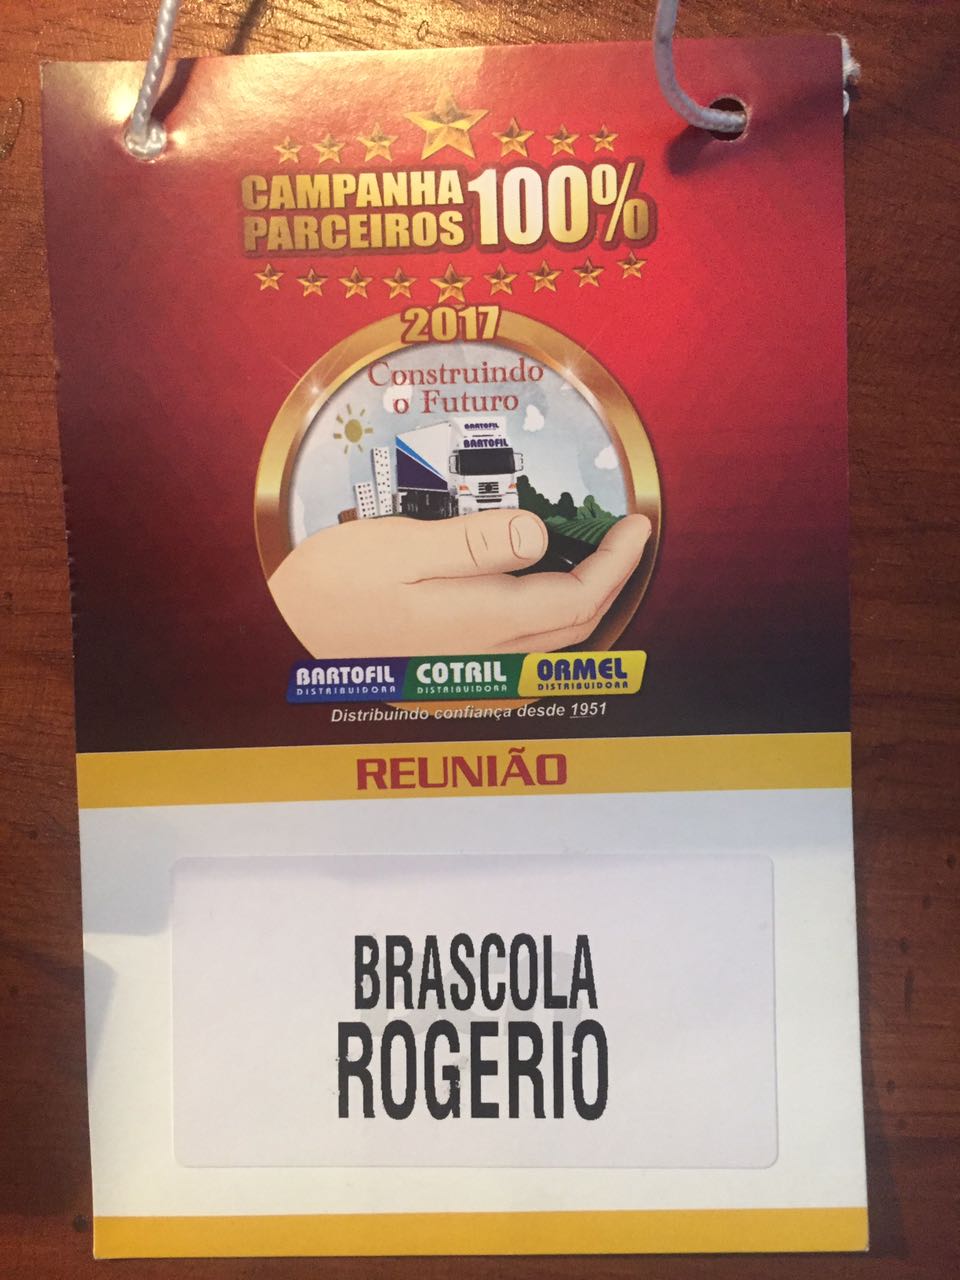 CAMPANHA
PARCEIROS 100%
2017
Construindo
o Futuro
BARTOFIL
BARTOFIL
BARTOFIL COTRIL ORMEL
DISTRIBUIDORA DISTRIBUIDORA DISTRIBUIDORA
Distribuindo confiança desde 1951
REUNIÃO
BRASCOLA
ROGERIO